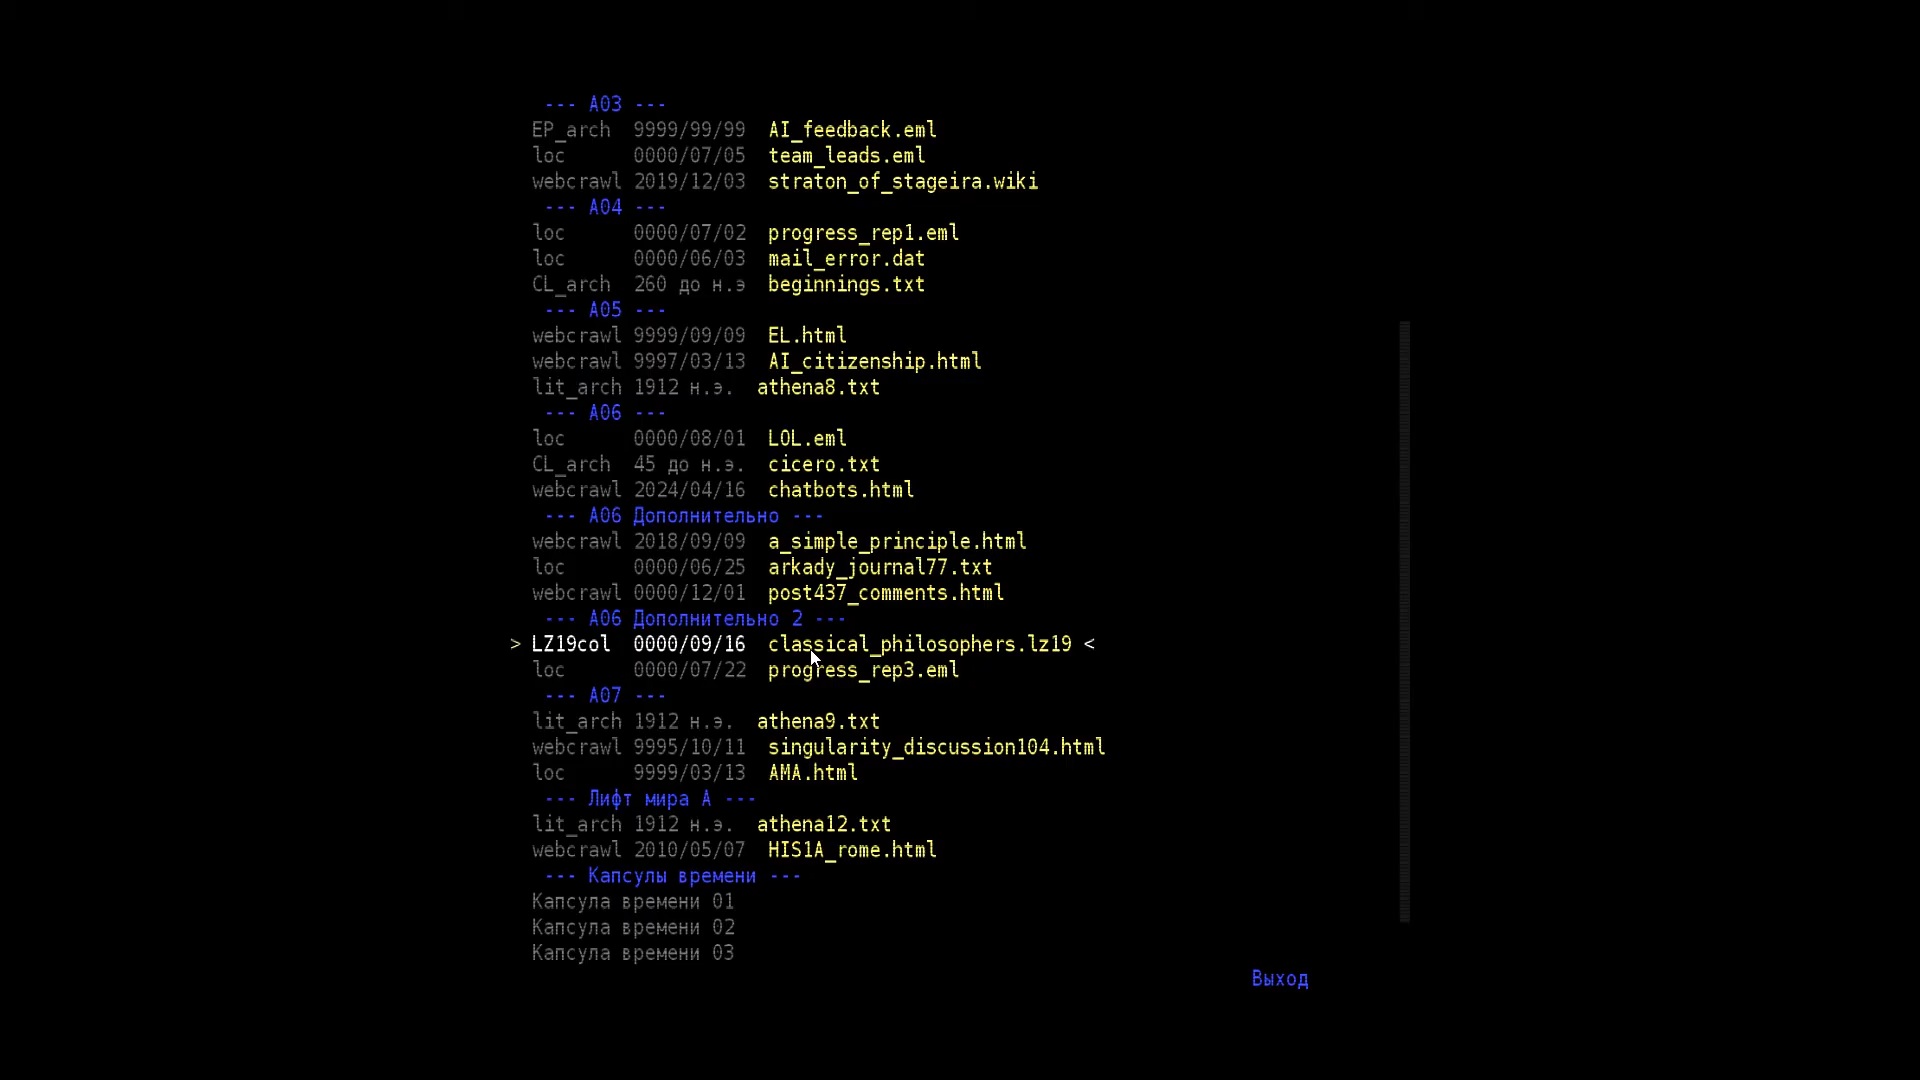 --- A03 ---
EP_arch 9999/99/99 AI_feedback.eml
loc 0000/07/05 team_leads.eml
webcrawl 2019/12/03 straton_of_stageira.wiki
--- A04 ---
loc 0000/07/02 progress_rep1.eml
loc 0000/06/03 mail_error.dat
CL_arch 260 до н.э beginnings.txt
--- A05 ---
webcrawl 9999/09/09 EL.html
webcrawl 9997/03/13 AI_citizenship.html
lit_arch 1912 н.э. athena8.txt
--- A06 ---
loc 0000/08/01 LOL.eml
CL_arch 45 до н.э. cicero.txt
webcrawl 2024/04/16 chatbots.html
--- A06 Дополнительно ---
webcrawl 2018/09/09 a_simple_principle.html
loc 0000/06/25 arkady_journal77.txt
webcrawl 0000/12/01 post437_comments.html
--- A06 Дополнительно 2 ---
> LZ19col 0000/09/16 classical_philosophers.lz19 <
loc 0000/07/22 progress_rep3.eml
--- A07 ---
lit_arch 1912 н.э. athena9.txt
webcrawl 9995/10/11 singularity_discussion104.html
loc 9999/03/13 AMA.html
--- Лифт мира A ---
lit_arch 1912 н.э. athena12.txt
webcrawl 2010/05/07 HIS1A_rome.html
--- Капсулы времени ---
Капсула времени 01
Капсула времени 02
Капсула времени 03
Выход